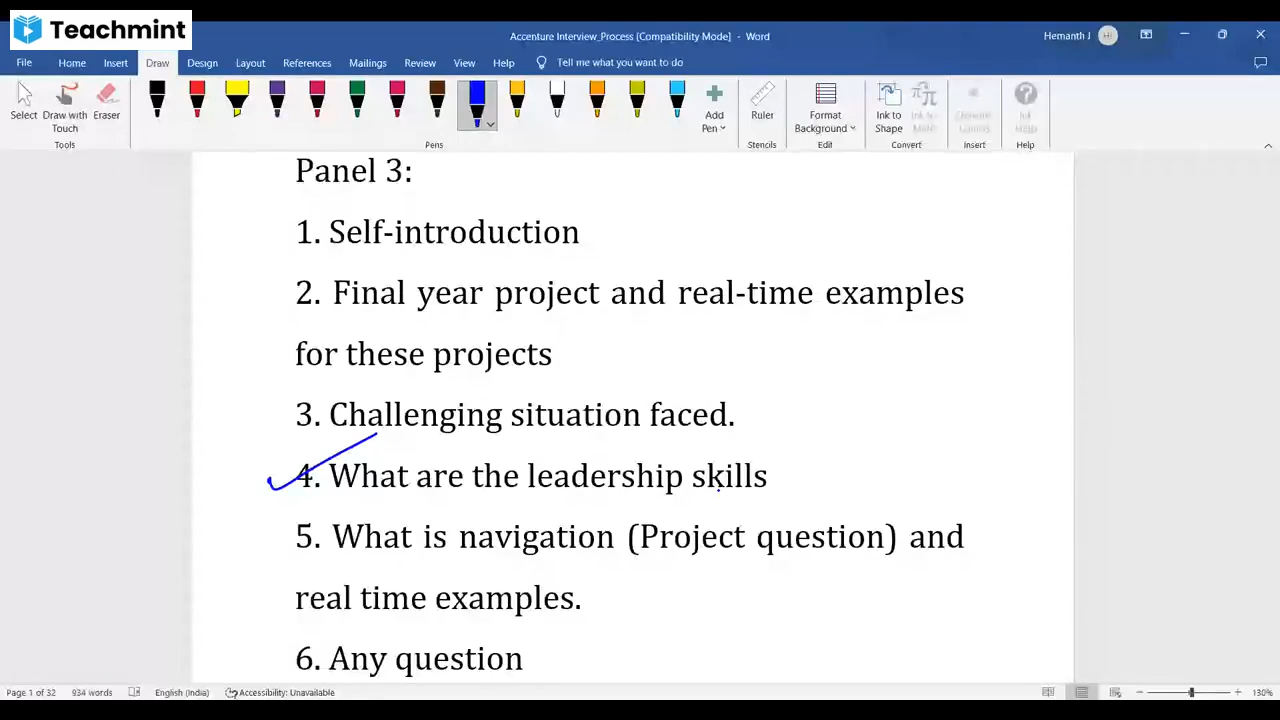 Teachmint
Accenture Interview_Process [Compatibility Mode] - Word
Hemanth J
File Home Insert Draw Design Layout References Mailings Review View Help Tell me what you want to do
Select Draw with Touch Eraser Add Pen Ruler Format Background Ink to Shape Ink to Math Ink Help
Tools Pens Stencils Edit Convert Insert Help
Panel 3:
1. Self-introduction
2. Final year project and real-time examples
for these projects
3. Challenging situation faced.
4. What are the leadership skills
5. What is navigation (Project question) and
real time examples.
6. Any question
Page 1 of 32 934 words English (India) Accessibility: Unavailable 130%